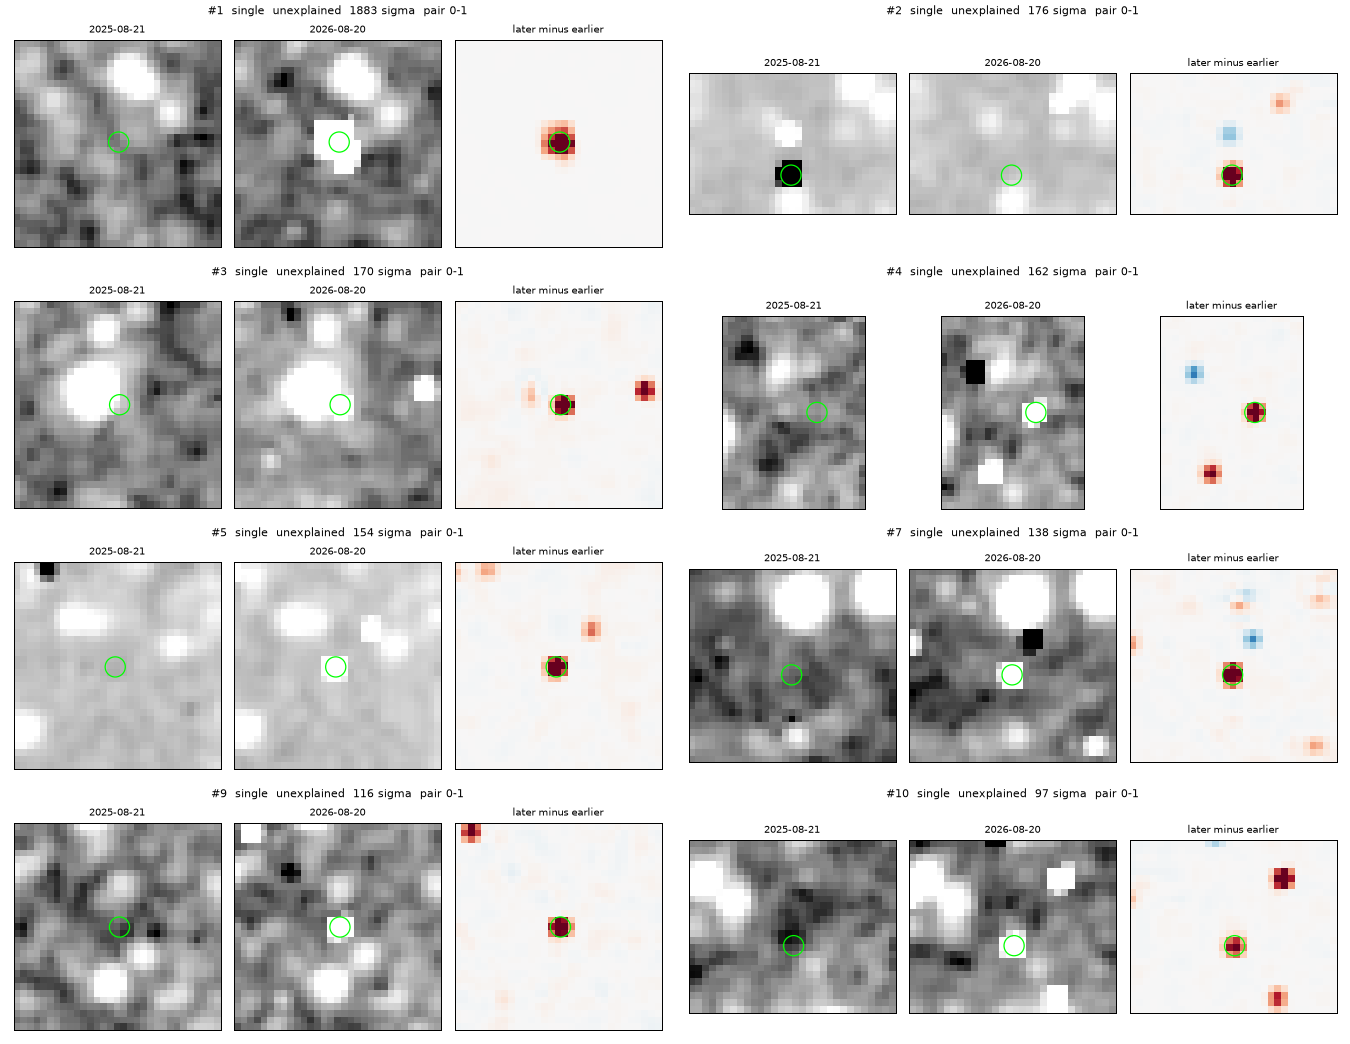 #1 single unexplained 1883 sigma pair 0-1
2025-08-21 2026-08-20 later minus earlier
#2 single unexplained 176 sigma pair 0-1
2025-08-21 2026-08-20 later minus earlier
#3 single unexplained 170 sigma pair 0-1
2025-08-21 2026-08-20 later minus earlier
#4 single unexplained 162 sigma pair 0-1
2025-08-21 2026-08-20 later minus earlier
#5 single unexplained 154 sigma pair 0-1
2025-08-21 2026-08-20 later minus earlier
#7 single unexplained 138 sigma pair 0-1
2025-08-21 2026-08-20 later minus earlier
#9 single unexplained 116 sigma pair 0-1
2025-08-21 2026-08-20 later minus earlier
#10 single unexplained 97 sigma pair 0-1
2025-08-21 2026-08-20 later minus earlier